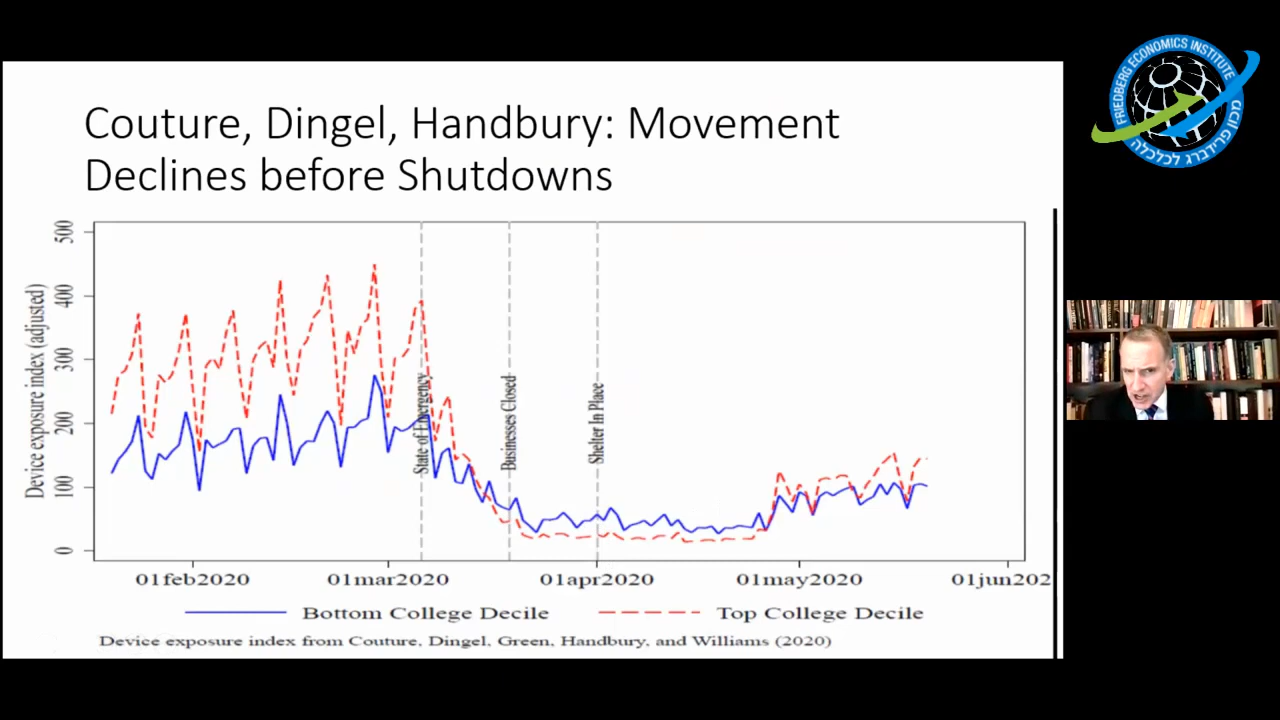 Couture, Dingel, Handbury: Movement
Declines before Shutdowns
Device exposure index (adjusted)
500
400
300
200
100
0
State of Emergency
Businesses Closed
Shelter In Place
01feb2020
01mar2020
01apr2020
01may2020
01jun202
Bottom College Decile
Top College Decile
Device exposure index from Couture, Dingel, Green, Handbury, and Williams (2020)
FRIEDBERG ECONOMICS INSTITUTE
מכון פרידברג לכלכלה